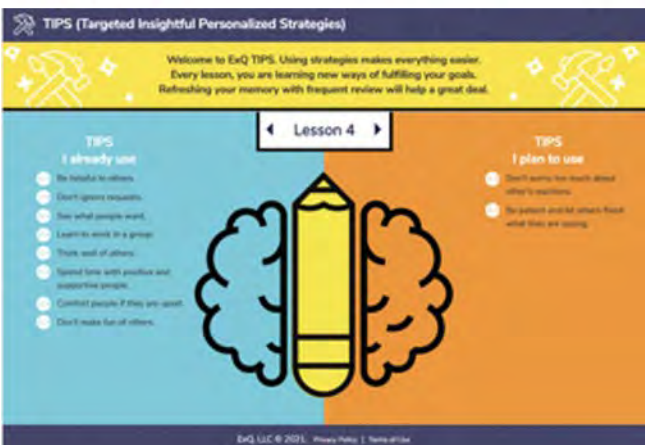 TIPS (Targeted Insightful Personalized Strategies)
Welcome to ExQ TIPS. Using strategies makes everything easier.
Every lesson, you are learning new ways of fulfilling your goals.
Refreshing your memory with frequent review will help a great deal.
Lesson 4
TIPS
I already use
Be helpful to others.
Don't ignore requests.
See what people want.
Learn to work in a group.
Think well of others.
Spend time with positive and
supportive people.
Comfort people if they are upset.
Don't make fun of others.
TIPS
I plan to use
Don't worry too much about
other's reactions.
Be patient and let others finish
what they are saying.
ExQ, LLC © 2021. Privacy Policy | Terms of Use